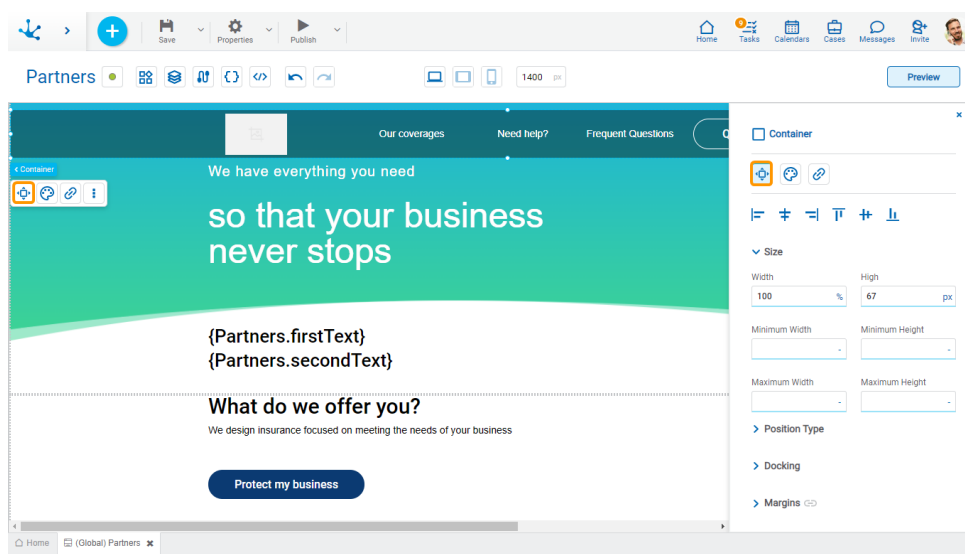 Save
Properties
Publish
Home
9
Tasks
Calendars
Cases
Messages
Invite
Partners
{}
</>
1400 px
Preview
Our coverages
Need help?
Frequent Questions
Container
Container
We have everything you need
so that your business
never stops
{Partners.firstText}
{Partners.secondText}
What do we offer you?
We design insurance focused on meeting the needs of your business
Protect my business
Size
Width
High
100 %
67 px
Minimum Width
Minimum Height
-
-
Maximum Width
Maximum Height
-
-
Position Type
Docking
Margins
Home
(Global) Partners